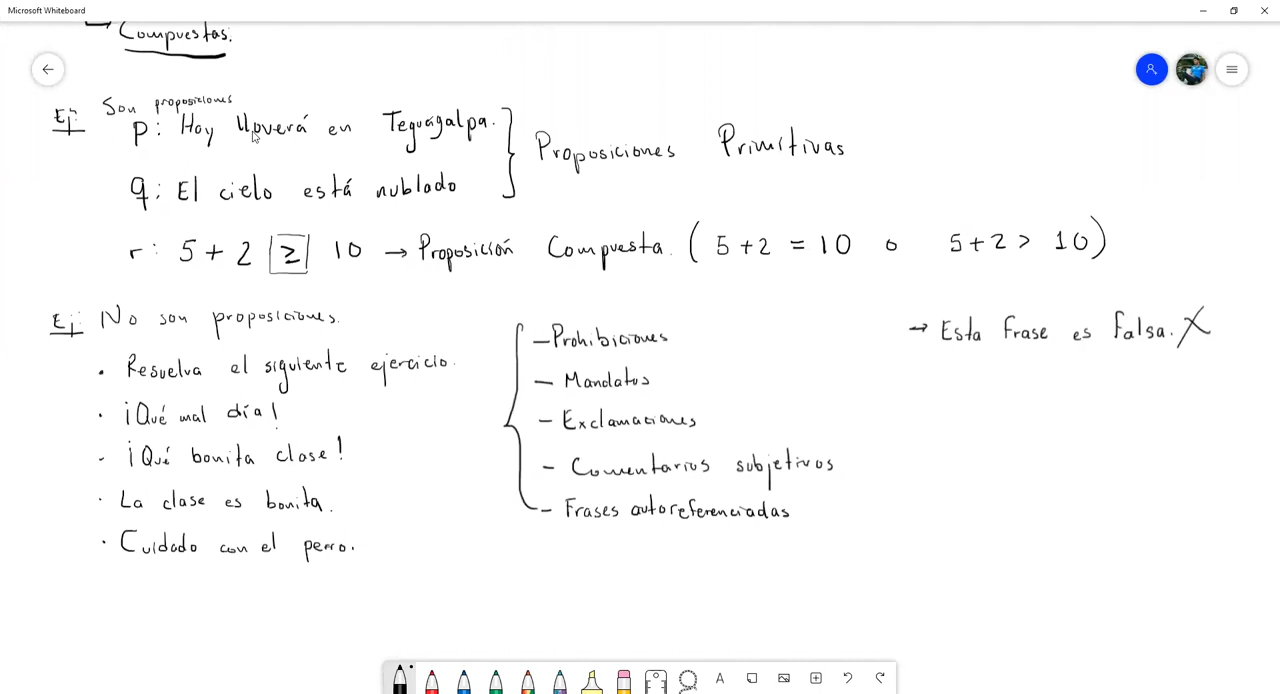 Microsoft Whiteboard
Compuestas.
Ej: Son proposiciones
p: Hoy lloverá en Teguagalpa.
q: El cielo está nublado
Proposiciones Primitivas
r: 5 + 2 ≥ 10 → Proposición Compuesta. (5 + 2 = 10 o 5 + 2 > 10)
Ej: No son proposiciones.
• Resuelva el siguiente ejercicio.
• ¡Qué mal día!
- ¡Qué bonita clase!
• La clase es bonita.
• Cuidado con el perro.
- Prohibiciones
- Mandatos
- Exclamaciones
- Comentarios subjetivos
- Frases autoreferenciadas
→ Esta frase es falsa. X